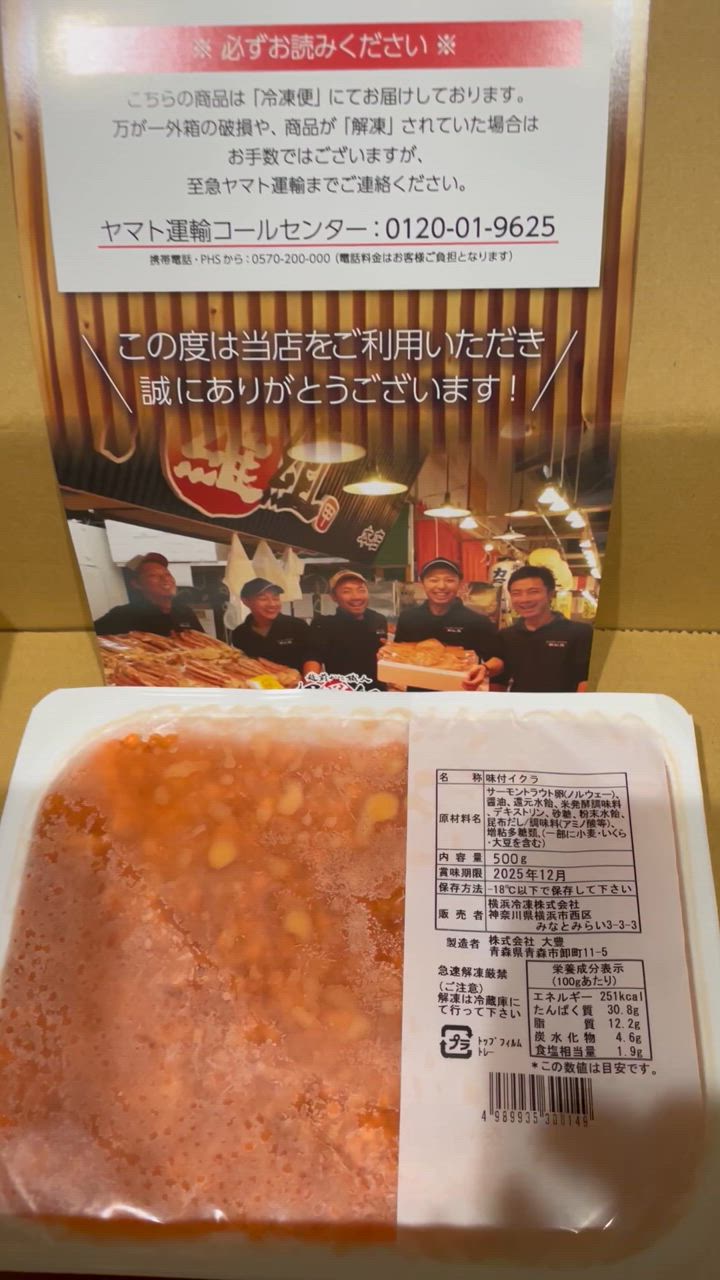 ※ 必ずお読みください ※
こちらの商品は「冷凍便」にてお届けしております。
万が一外箱の破損や、商品が「解凍」されていた場合は
お手数ではございますが、
至急ヤマト運輸までご連絡ください。
ヤマト運輸コールセンター：0120-01-9625
携帯電話・PHSから：0570-200-000（電話料金はお客様ご負担となります）
この度は当店をご利用いただき
誠にありがとうございます！
越前かに職人
名 称 味付イクラ
原材料名 サーモントラウト卵(ノルウェー)、
醤油、還元水飴、米発酵調味料
、デキストリン、砂糖、粉末水飴、
昆布だし/調味料(アミノ酸等)、
増粘多糖類、(一部に小麦・いくら
・大豆を含む)
内容量 500g
賞味期限 2025年12月
保存方法 -18℃以下で保存して下さい
販売者 横浜冷凍株式会社
神奈川県横浜市西区
みなとみらい3-3-3
製造者 株式会社 大豊
青森県青森市卸町11-5
急速解凍厳禁
(ご注意)
解凍は冷蔵庫に
て行って下さい
プラ
トップフィルム
トレー
栄養成分表示
(100gあたり)
エネルギー 251kcal
たんぱく質 30.8g
脂 質 12.2g
炭水化物 4.6g
食塩相当量 1.9g
*この数値は目安です。
4 989935 300149